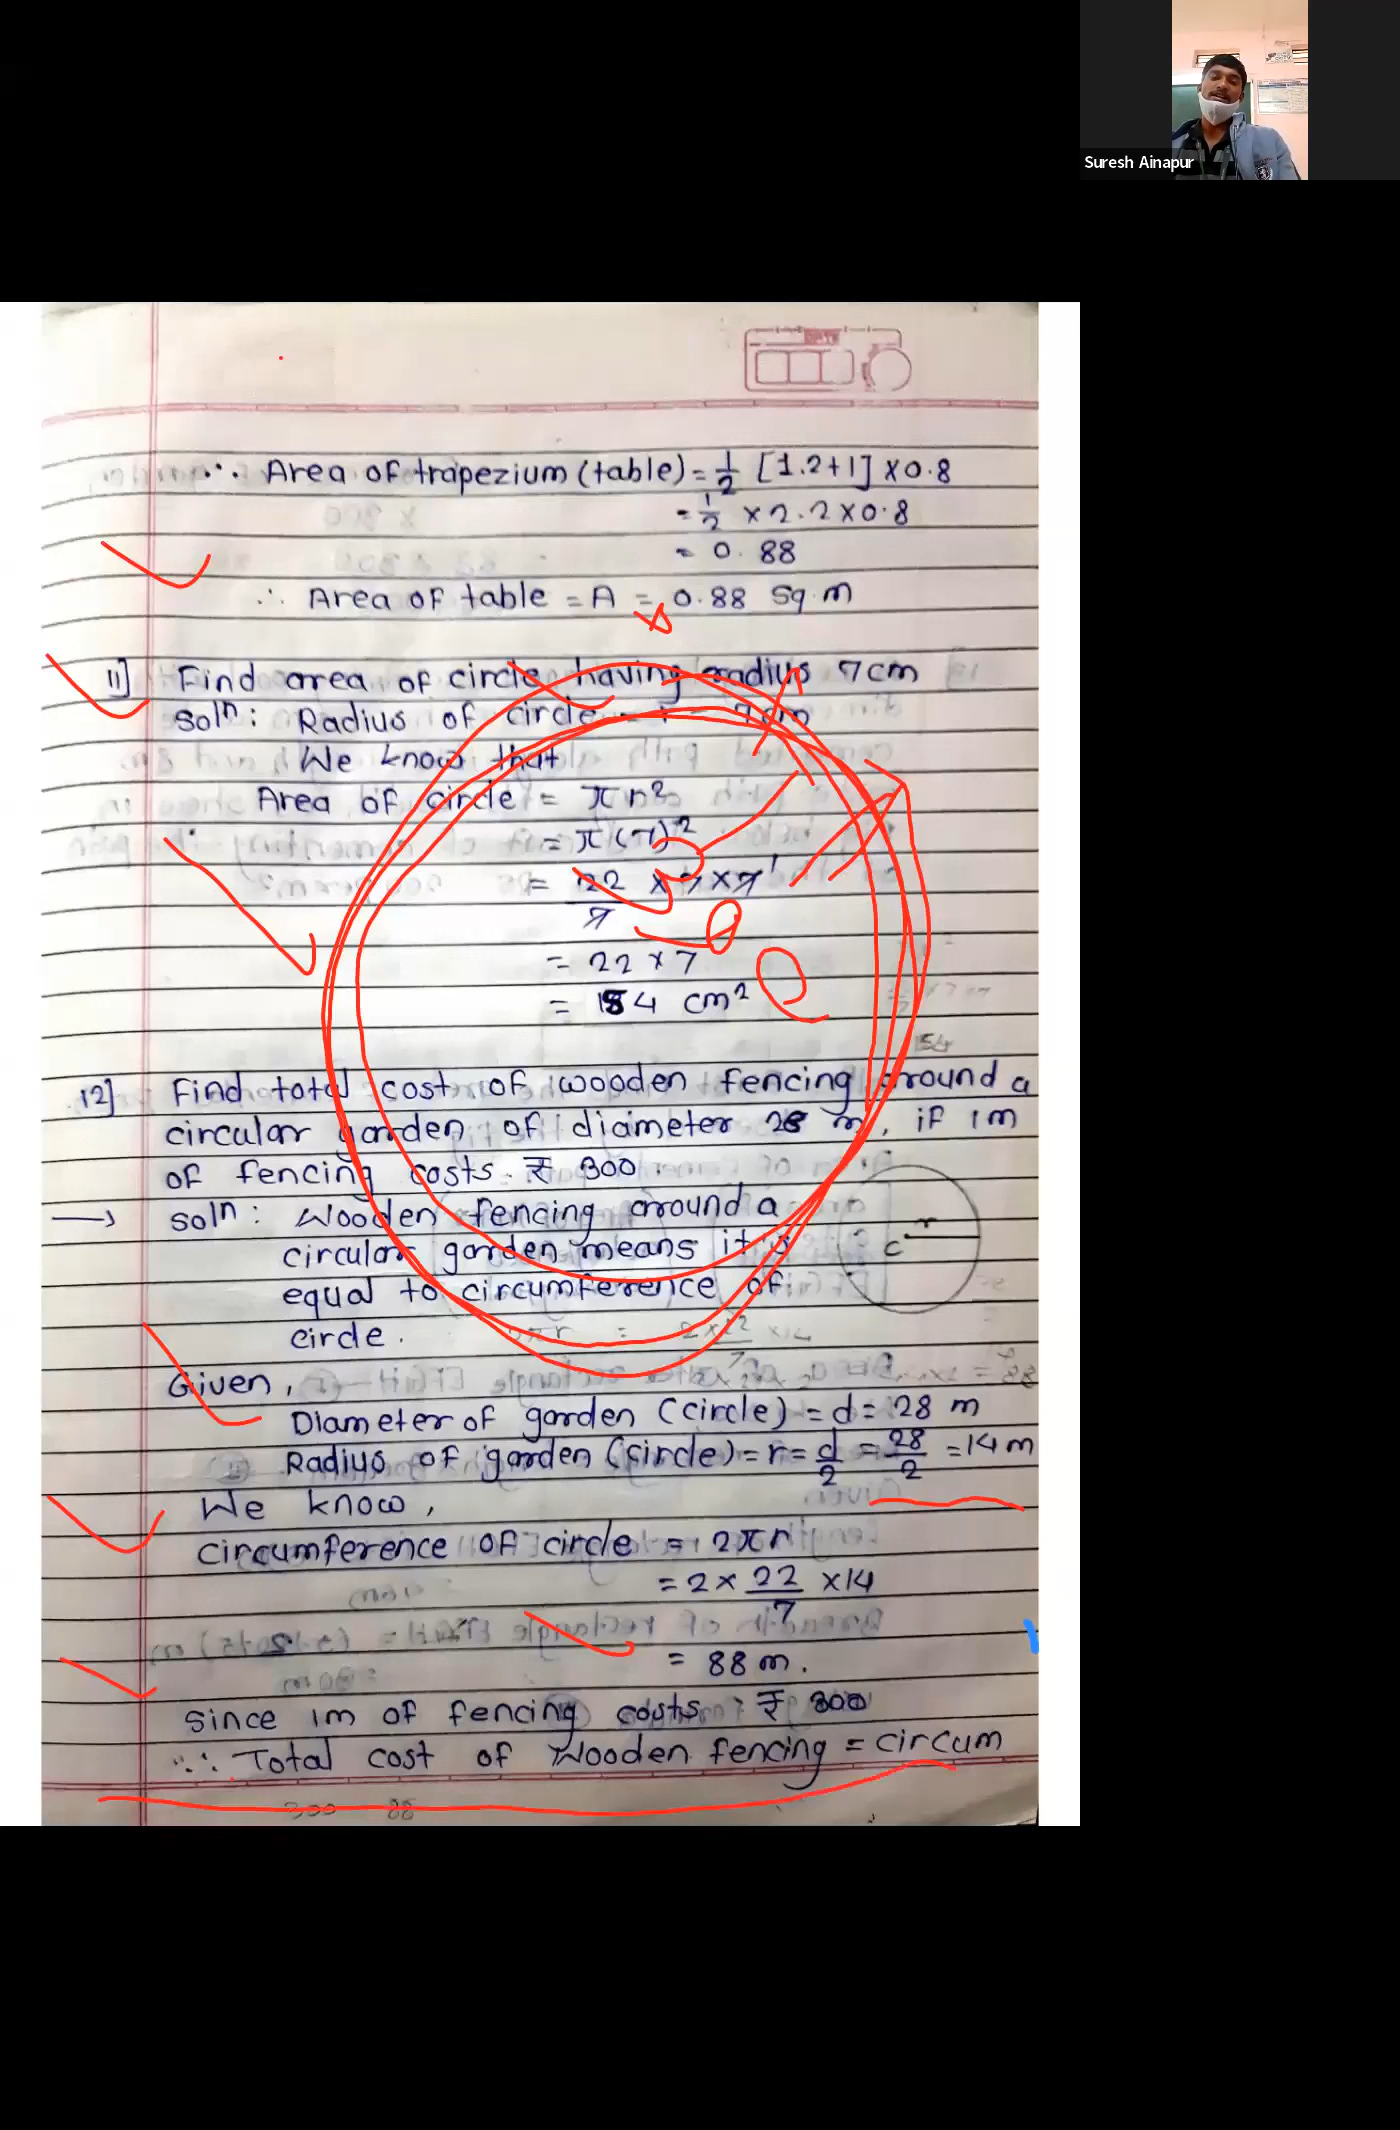 Suresh Ainapur
∴ Area of trapezium (table) = 1/2 [1.2+1] × 0.8
= 1/2 × 2.2 × 0.8
= 0.88
∴ Area of table = A = 0.88 sq.m
11] Find area of circle having radius 7cm
Solⁿ: Radius of circle = r = 7cm
We know that
Area of circle = πr²
= π(7)²
= 22/7 × 7 × 7
= 22 × 7
= 154 cm²
154
12] Find total cost of wooden fencing around a
circular garden of diameter 28 m, if 1m
of fencing costs ₹ 300.
→ Solⁿ: Wooden fencing around a
circular garden means it is
equal to circumference of
circle.
c r
Given,
Diameter of garden (circle) = d = 28 m
Radius of garden (circle) = r = d/2 = 28/2 = 14 m
We know,
circumference of circle = 2πr
= 2 × 22/7 × 14
= 88 m.
Since 1m of fencing costs ₹ 300
∴ Total cost of wooden fencing = circum
300 88